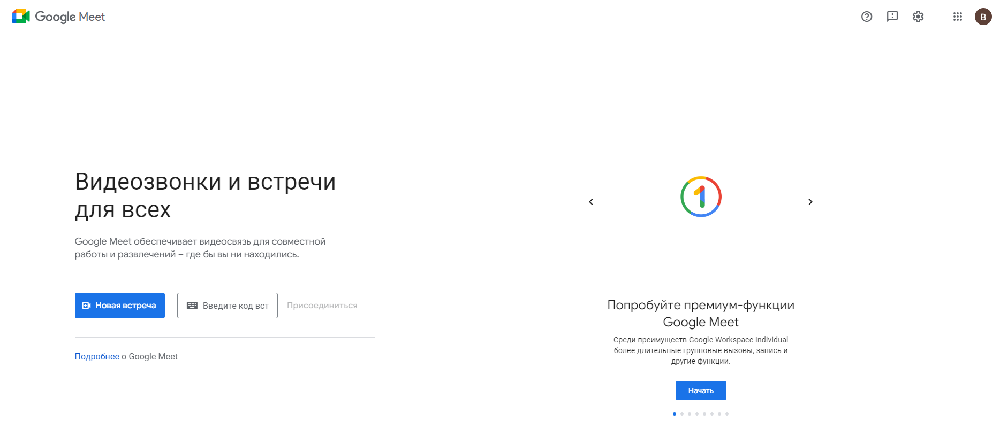 Google Meet
В
Видеозвонки и встречи
для всех
Google Meet обеспечивает видеосвязь для совместной
работы и развлечений – где бы вы ни находились.
Новая встреча
Введите код вст
Присоединиться
Подробнее о Google Meet
1
Попробуйте премиум-функции
Google Meet
Среди преимуществ Google Workspace Individual
более длительные групповые вызовы, запись и
другие функции.
Начать